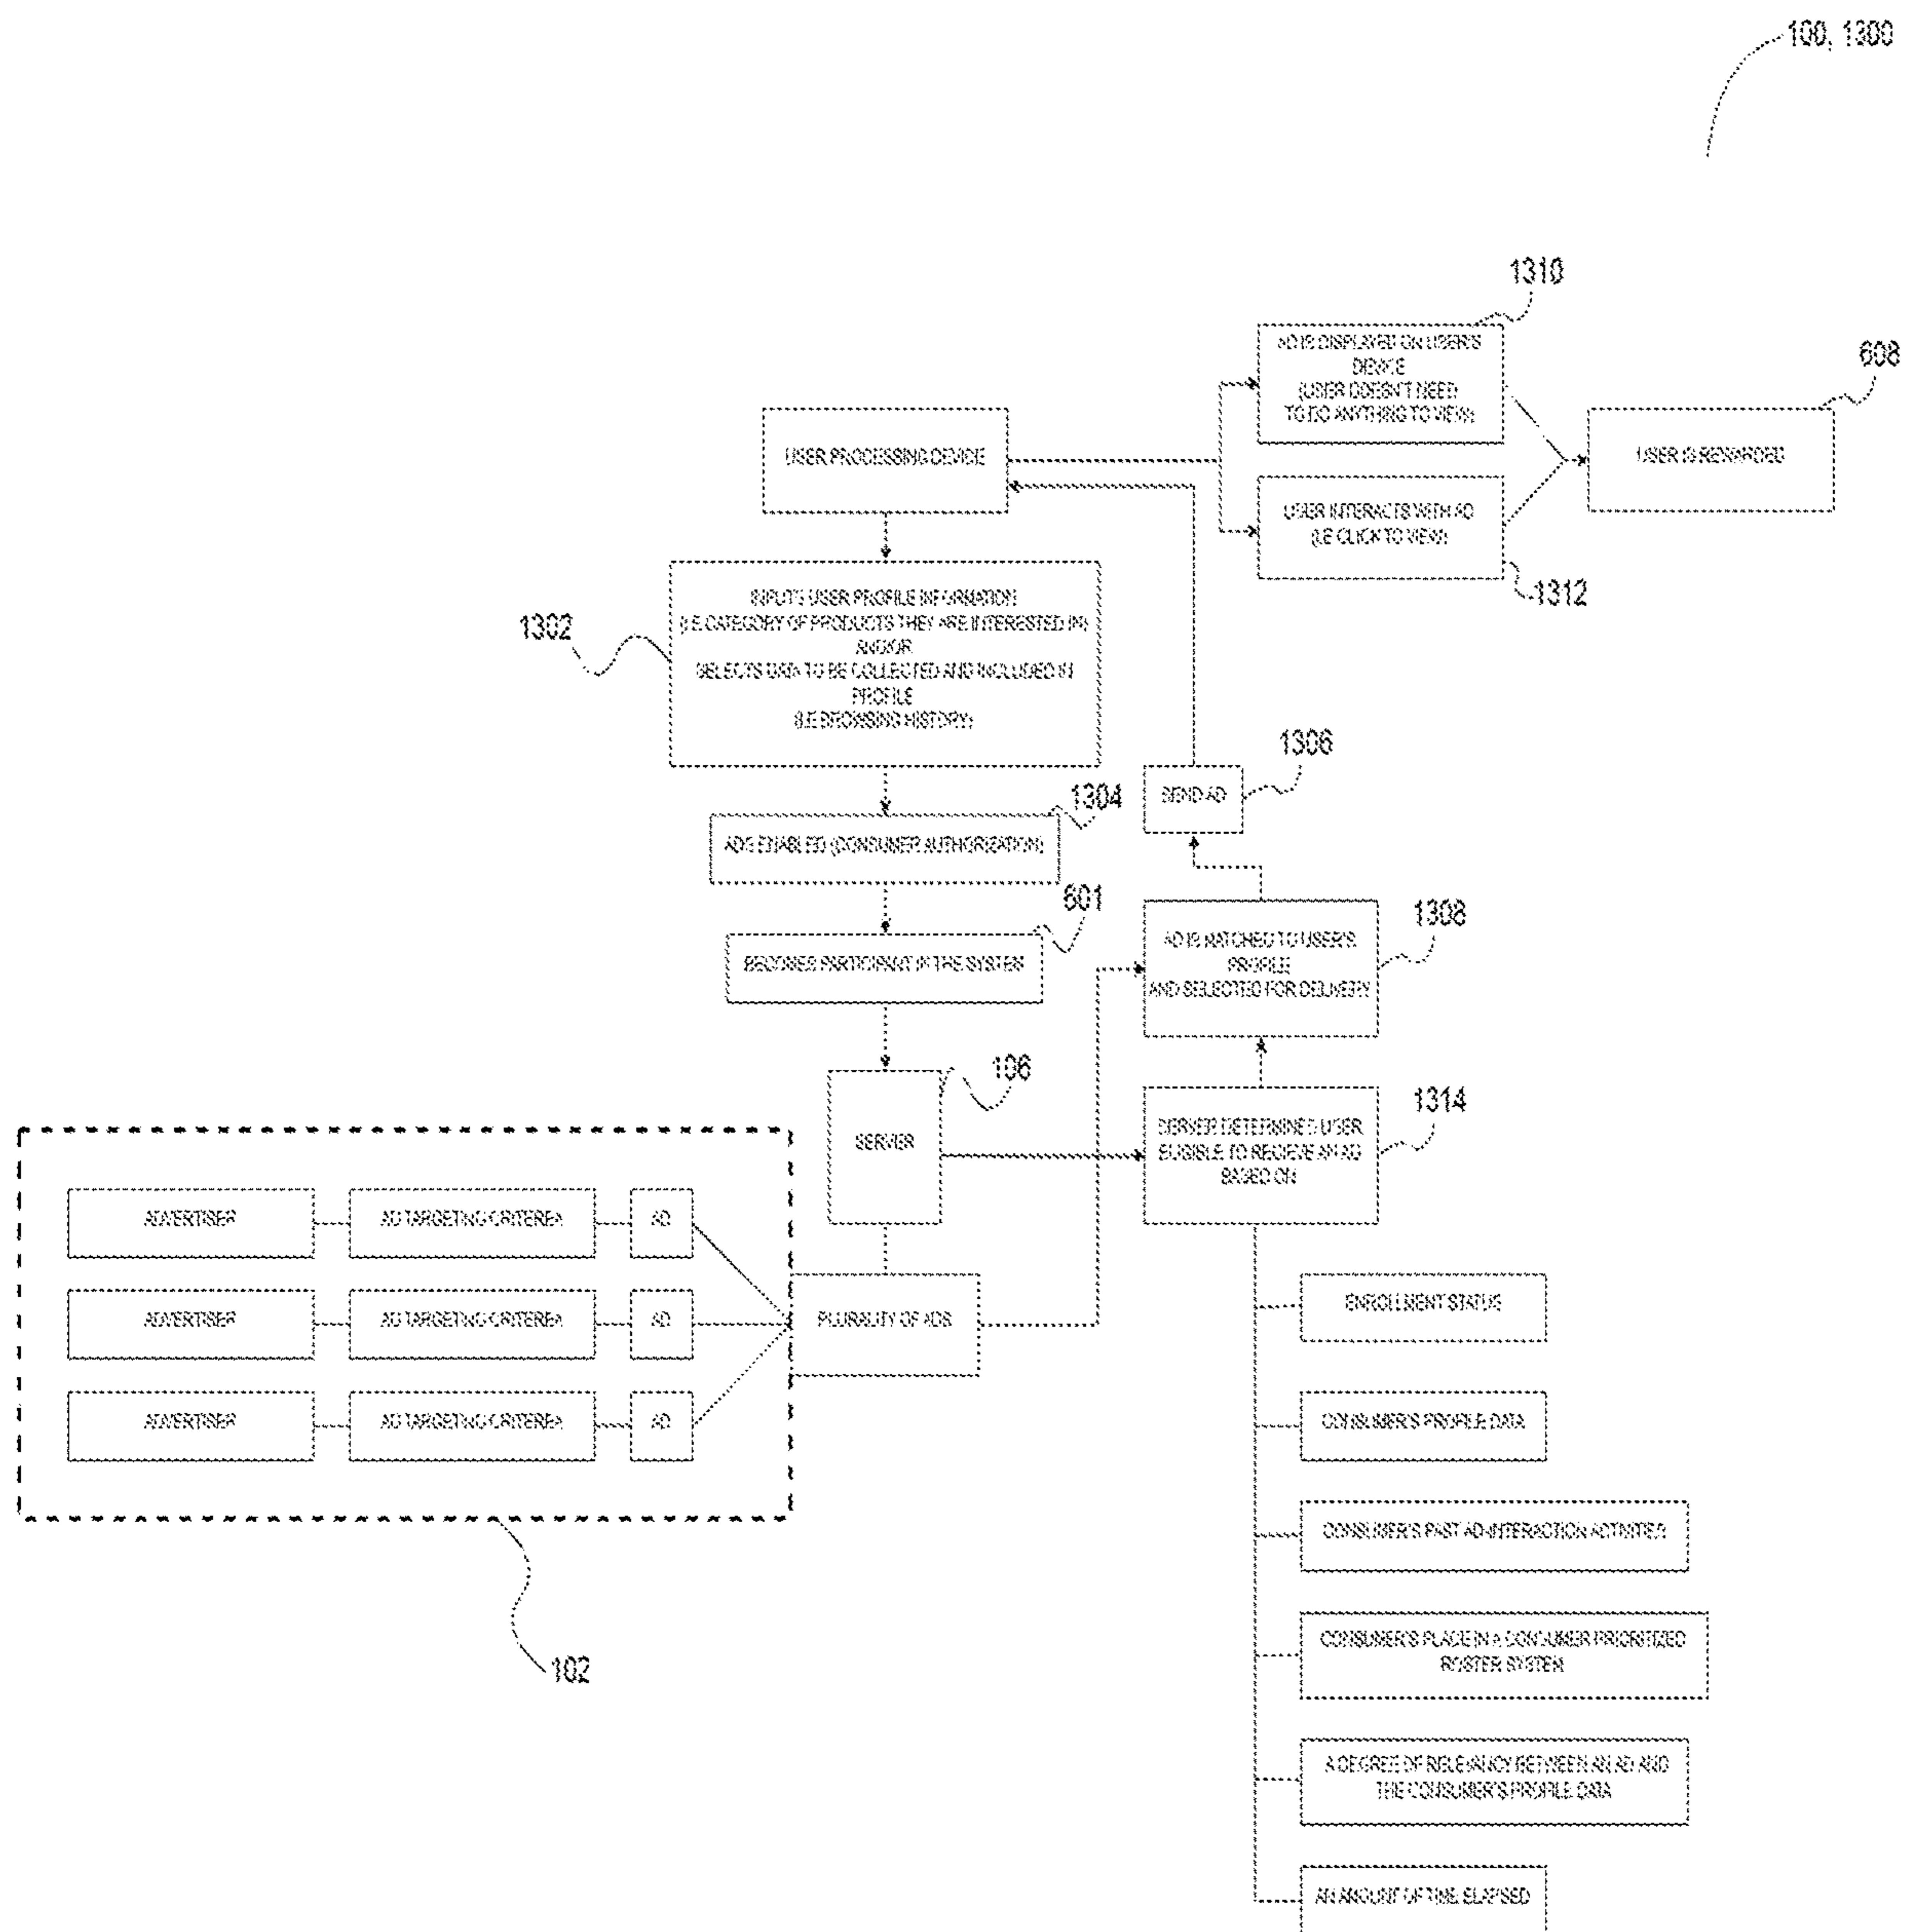 100, 1300
1310
AD IS DISPLAYED ON USER'S
DEVICE
(USER DOESN'T NEED
TO DO ANYTHING TO VIEW)
608
USER IS REWARDED
USER PROCESSING DEVICE
USER INTERACTS WITH AD
(I.E CLICK TO VIEW)
1312
1302
INPUTS USER PROFILE INFORMATION
(I.E CATEGORY OF PRODUCTS THEY ARE INTERESTED IN)
AND/OR
SELECTS DATA TO BE COLLECTED AND INCLUDED IN
PROFILE
(I.E BROWSING HISTORY)
1306
SEND AD
1304
ADS ENABLED (CONSUMER AUTHORIZATION)
601
BECOMES PARTICIPANT IN THE SYSTEM
1308
AD IS MATCHED TO USER'S
PROFILE
AND SELECTED FOR DELIVERY
106
SERVER
1314
SERVER DETERMINES USER
ELIGIBLE TO RECIEVE AN AD
BASED ON
ADVERTISER
AD TARGETING CRITEREA
AD
ADVERTISER
AD TARGETING CRITEREA
AD
ADVERTISER
AD TARGETING CRITEREA
AD
PLURALITY OF ADS
102
ENROLLMENT STATUS
CONSUMER'S PROFILE DATA
CONSUMER'S PAST AD-INTERACTION ACTIVITIES
CONSUMER'S PLACE IN A CONSUMER PRIORITIZED
ROSTER SYSTEM
A DEGREE OF RELEVANCY BETWEEN AN AD AND
THE CONSUMER'S PROFILE DATA
AN AMOUNT OF TIME ELAPSED